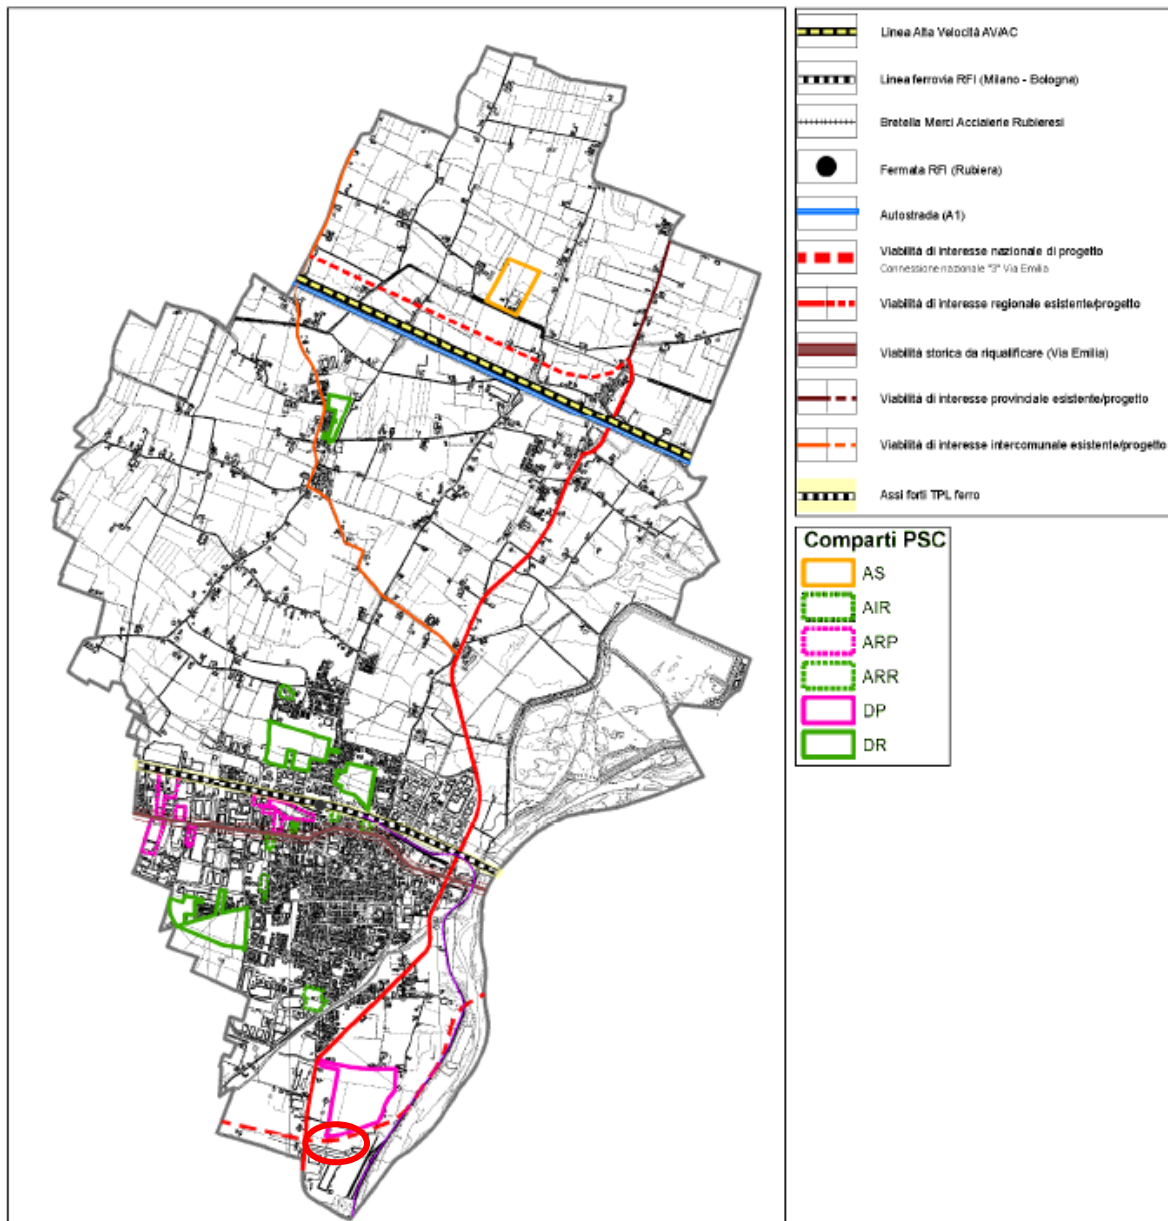 Linea Alta Velocità AV/AC
Linea ferrovia RFI (Milano - Bologna)
Bretella Merci Acciaierie Rubieresi
Fermata RFI (Rubiera)
Autostrada (A1)
Viabilità di interesse nazionale di progetto
Connessione nazionale "3" Via Emilia
Viabilità di interesse regionale esistente/progetto
Viabilità storica da riqualificare (Via Emilia)
Viabilità di interesse provinciale esistente/progetto
Viabilità di interesse intercomunale esistente/progetto
Assi forti TPL ferro
Comparti PSC
AS
AIR
ARP
ARR
DP
DR